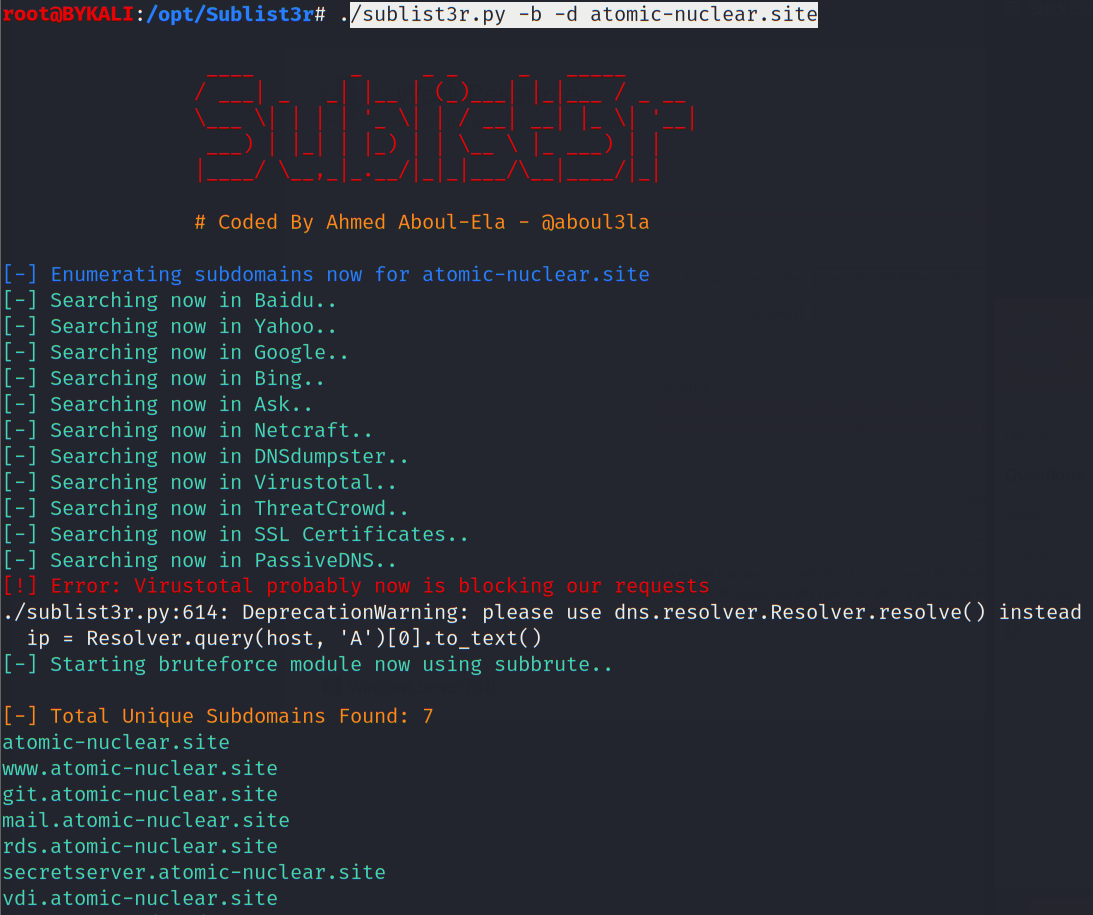 root@BYKALI:/opt/Sublist3r# ./sublist3r.py -b -d atomic-nuclear.site
Sublist3r
# Coded By Ahmed Aboul-Ela - @aboul3la
[-] Enumerating subdomains now for atomic-nuclear.site
[-] Searching now in Baidu..
[-] Searching now in Yahoo..
[-] Searching now in Google..
[-] Searching now in Bing..
[-] Searching now in Ask..
[-] Searching now in Netcraft..
[-] Searching now in DNSdumpster..
[-] Searching now in Virustotal..
[-] Searching now in ThreatCrowd..
[-] Searching now in SSL Certificates..
[-] Searching now in PassiveDNS..
[!] Error: Virustotal probably now is blocking our requests
./sublist3r.py:614: DeprecationWarning: please use dns.resolver.Resolver.resolve() instead
  ip = Resolver.query(host, 'A')[0].to_text()
[-] Starting bruteforce module now using subbrute..
[-] Total Unique Subdomains Found: 7
atomic-nuclear.site
www.atomic-nuclear.site
git.atomic-nuclear.site
mail.atomic-nuclear.site
rds.atomic-nuclear.site
secretserver.atomic-nuclear.site
vdi.atomic-nuclear.site